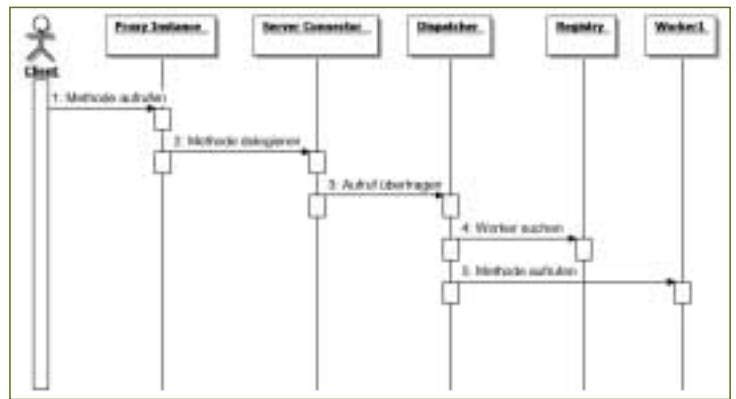 Proxy Instance
Server Connector
Dispatcher
Registry
Worker1
Client
1: Methode aufrufen
2: Methode delegieren
3: Aufruf übertragen
4: Worker suchen
5: Methode aufrufen